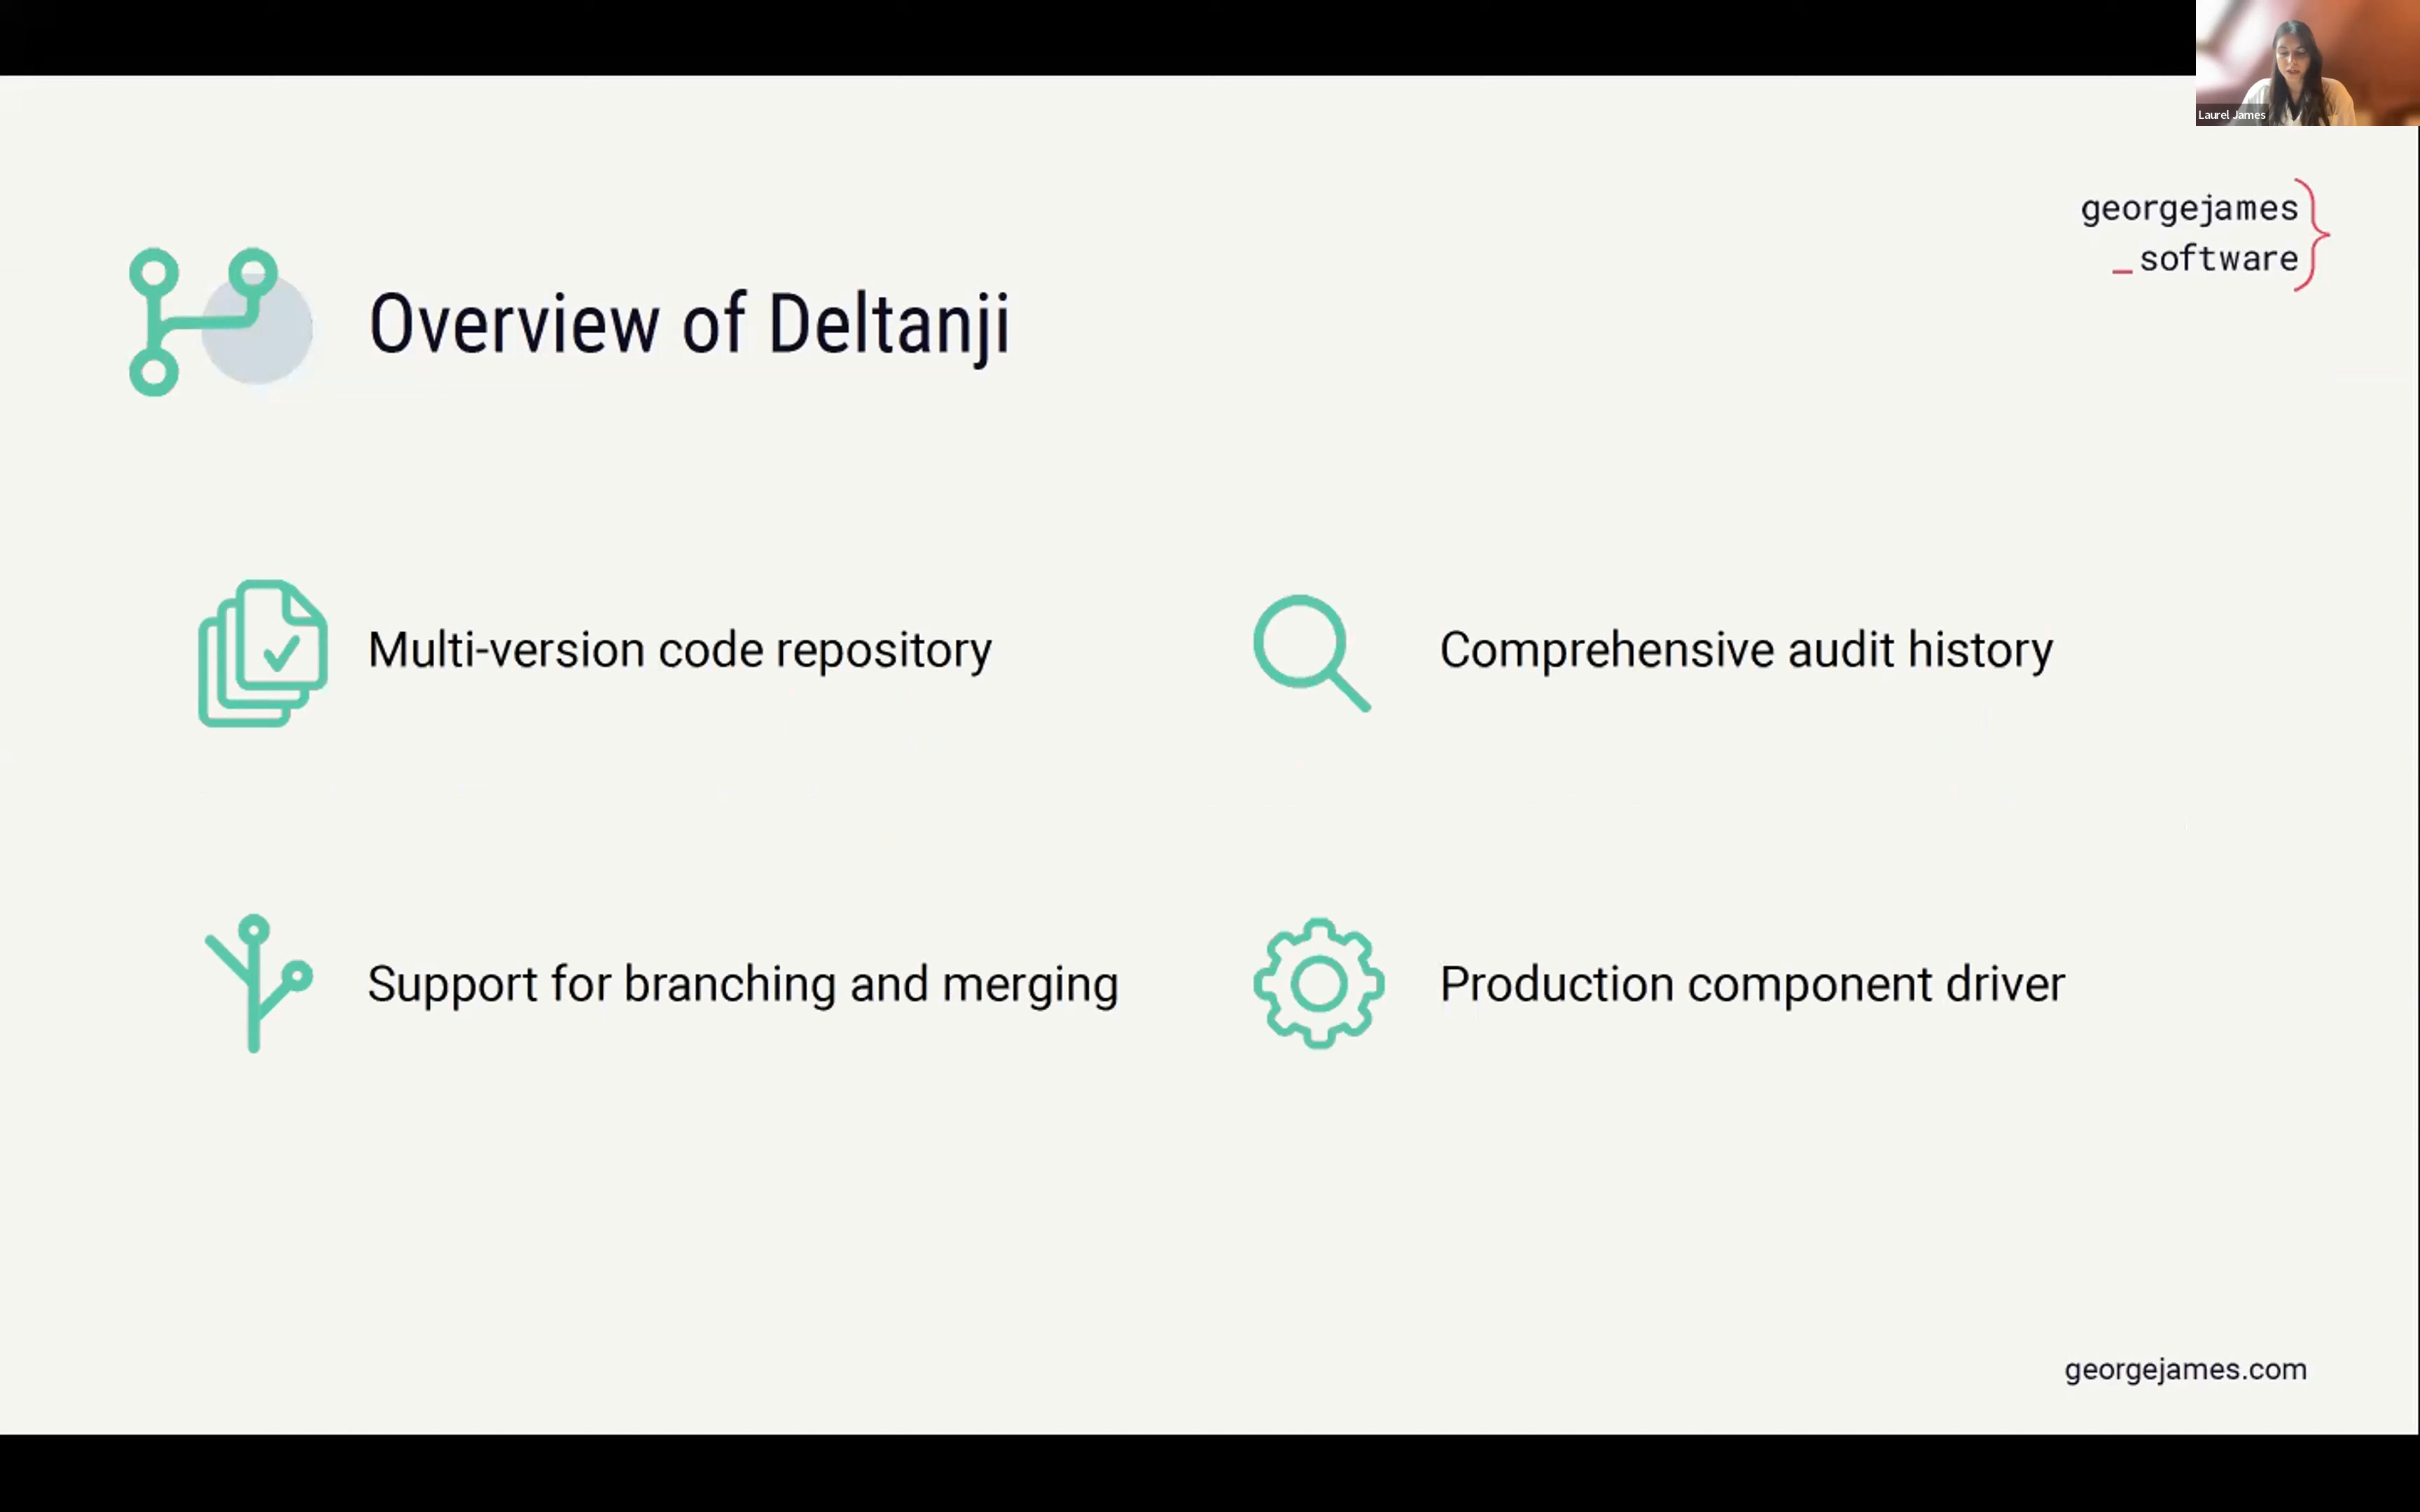 Laurel James
georgejames
_software
Overview of Deltanji
Multi-version code repository
Comprehensive audit history
Support for branching and merging
Production component driver
georgejames.com